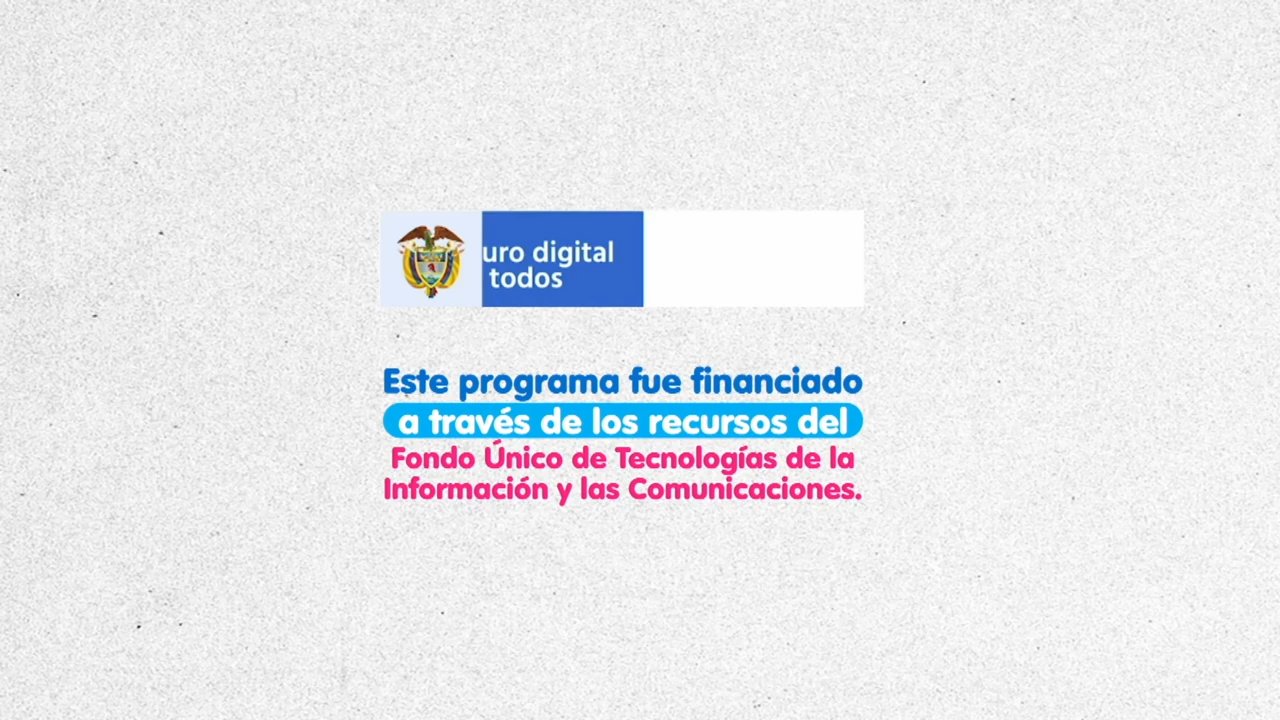 uro digital
todos
Este programa fue financiado
a través de los recursos del
Fondo Único de Tecnologías de la
Información y las Comunicaciones.